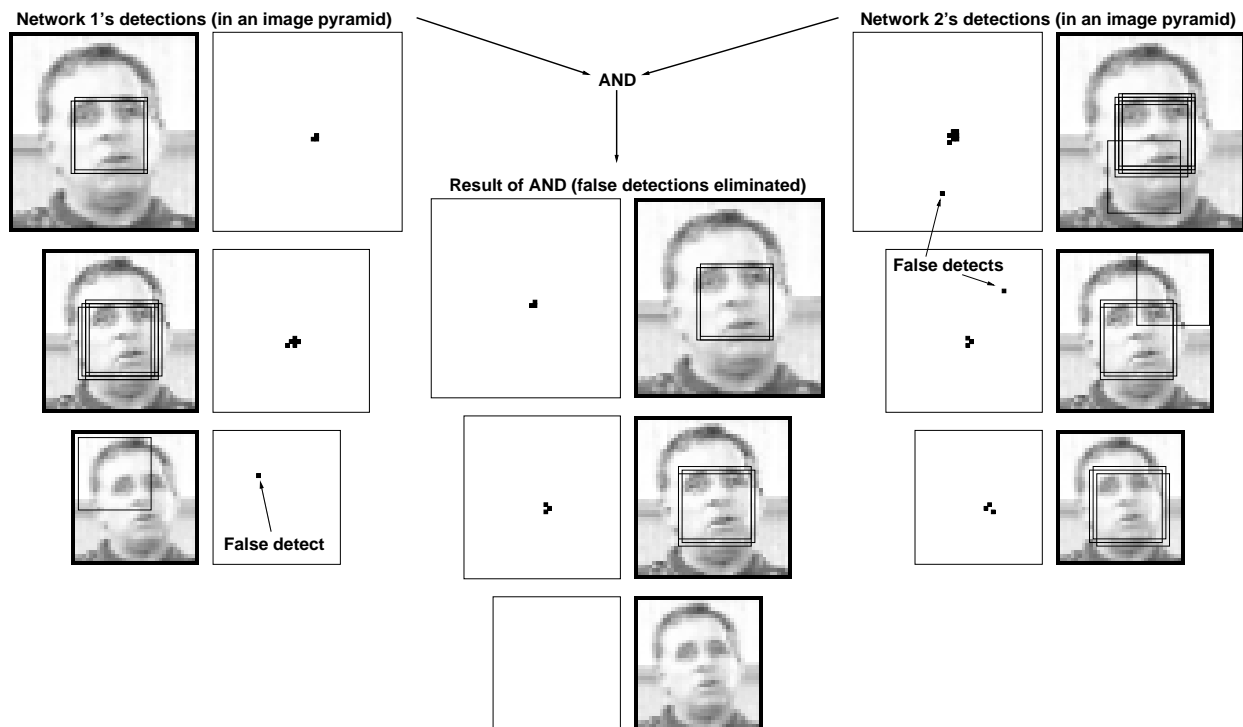 Network 1's detections (in an image pyramid)
Network 2's detections (in an image pyramid)
AND
Result of AND (false detections eliminated)
False detects
False detect